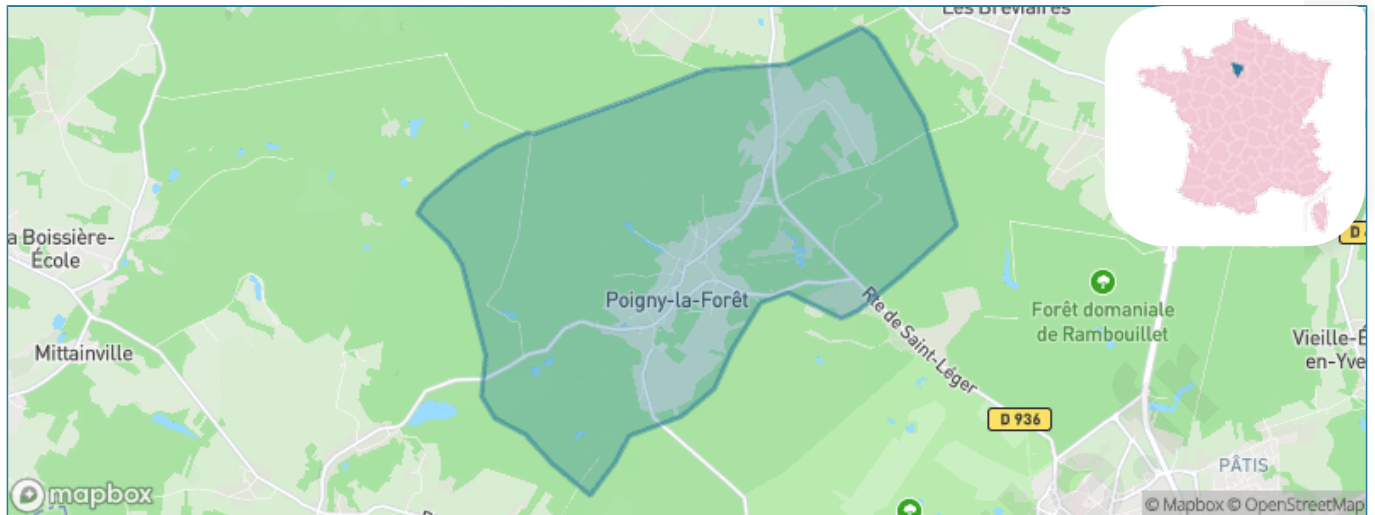 Les Bréviaires
a Boissière-
École
Poigny-la-Forêt
Mittainville
Rte de Saint-Léger
Forêt domaniale
de Rambouillet
Vieille-É
en-Yve
D 936
PÂTIS
mapbox
© Mapbox © OpenStreetMap